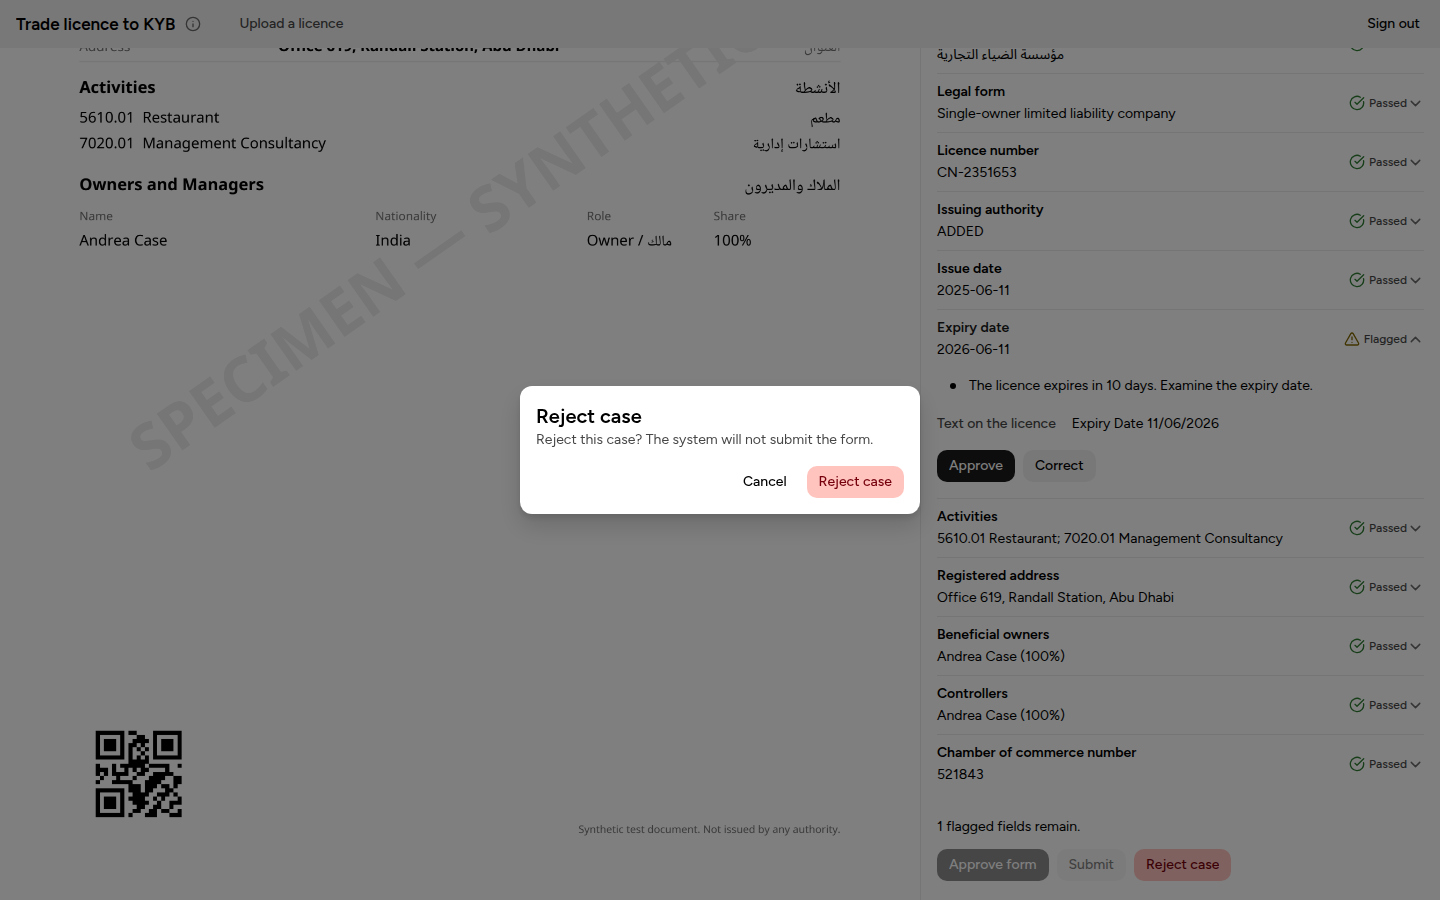 Trade licence to KYB
Upload a licence
Sign out
Address Office 619, Randall Station, Abu Dhabi العنوان
Activities الأنشطة
5610.01 Restaurant مطعم
7020.01 Management Consultancy استشارات إدارية
Owners and Managers الملاك والمديرون
Name Nationality Role Share
Andrea Case India Owner / مالك 100%
SPECIMEN — SYNTHETIC
Synthetic test document. Not issued by any authority.
مؤسسة الضياء التجارية
Legal form
Single-owner limited liability company
Passed
Licence number
CN-2351653
Passed
Issuing authority
ADDED
Passed
Issue date
2025-06-11
Passed
Expiry date
2026-06-11
Flagged
The licence expires in 10 days. Examine the expiry date.
Text on the licence Expiry Date 11/06/2026
Approve Correct
Activities
5610.01 Restaurant; 7020.01 Management Consultancy
Passed
Registered address
Office 619, Randall Station, Abu Dhabi
Passed
Beneficial owners
Andrea Case (100%)
Passed
Controllers
Andrea Case (100%)
Passed
Chamber of commerce number
521843
Passed
1 flagged fields remain.
Approve form Submit Reject case
Reject case
Reject this case? The system will not submit the form.
Cancel Reject case